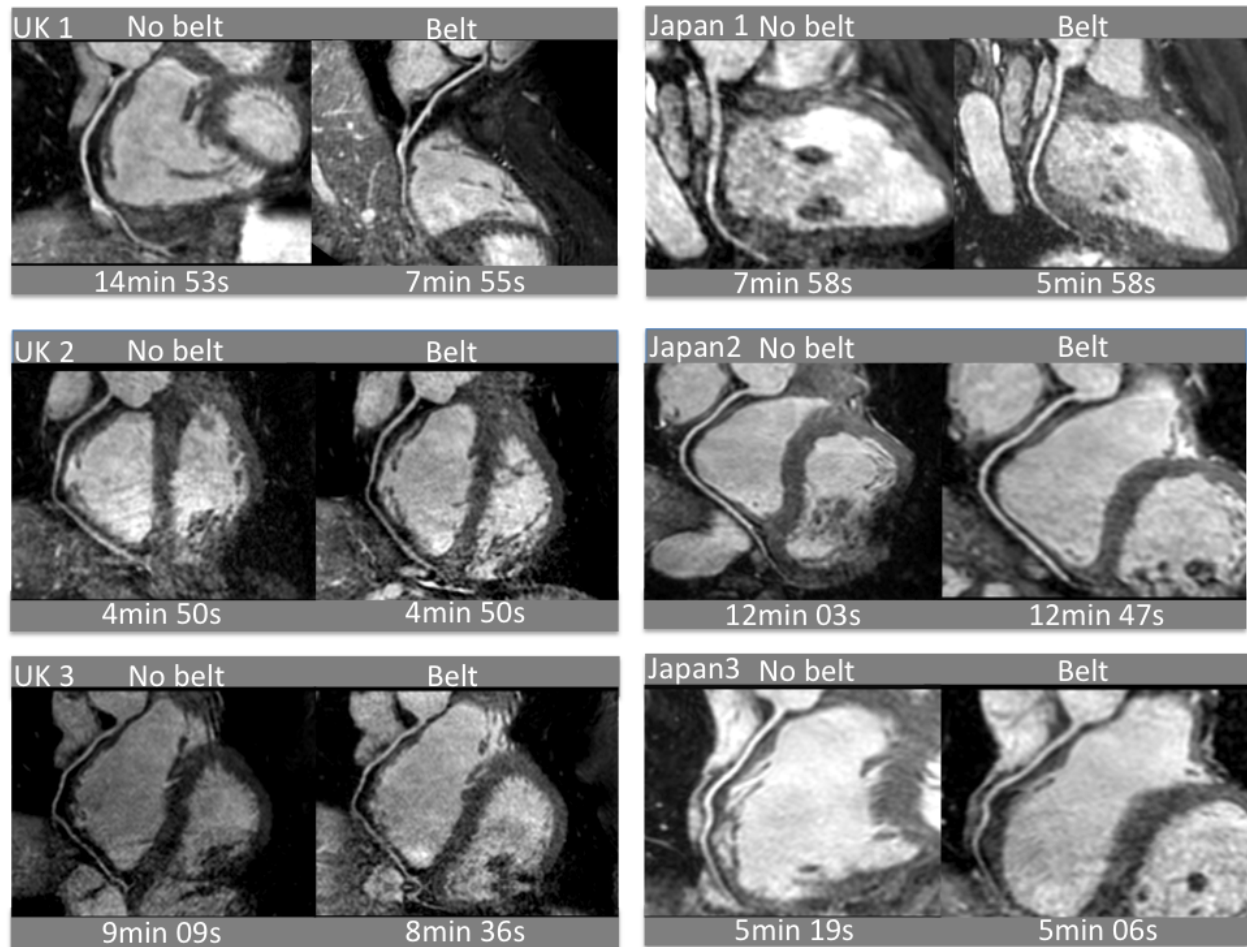 UK 1 No belt Belt
14min 53s 7min 55s
Japan 1 No belt Belt
7min 58s 5min 58s
UK 2 No belt Belt
4min 50s 4min 50s
Japan2 No belt Belt
12min 03s 12min 47s
UK 3 No belt Belt
9min 09s 8min 36s
Japan3 No belt Belt
5min 19s 5min 06s